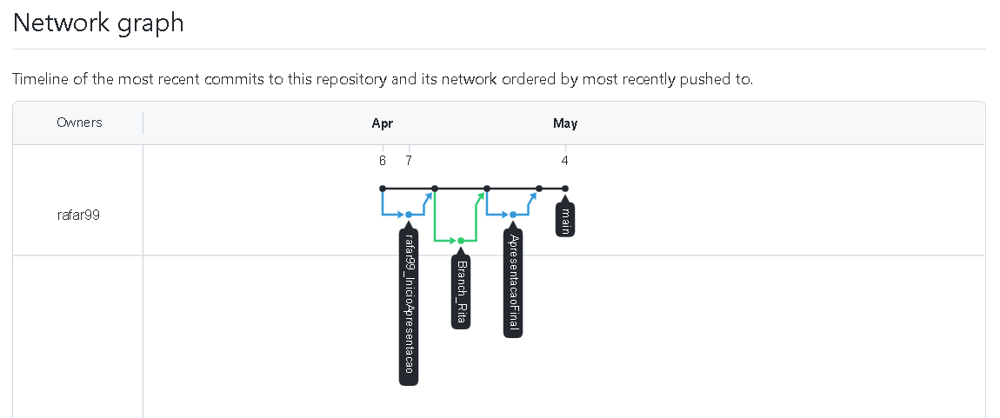 Network graph
Timeline of the most recent commits to this repository and its network ordered by most recently pushed to.
Owners
Apr
May
6
7
4
rafar99
main
rafar99_InicioApresentacao
Branch_Rita
ApresentacaoFinal